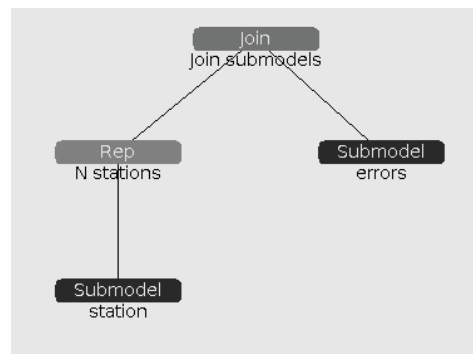 Join
Join submodels
Rep
N stations
Submodel
errors
Submodel
station